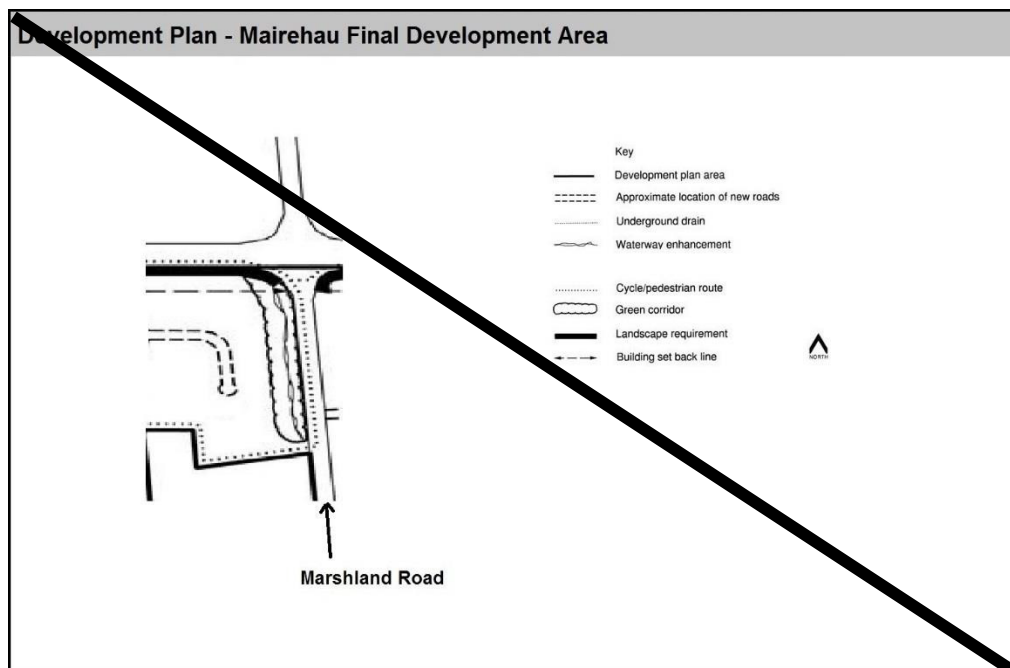 Development Plan - Mairehau Final Development Area
Key
Development plan area
Approximate location of new roads
Underground drain
Waterway enhancement
Cycle/pedestrian route
Green corridor
Landscape requirement
Building set back line
NORTH
Marshland Road